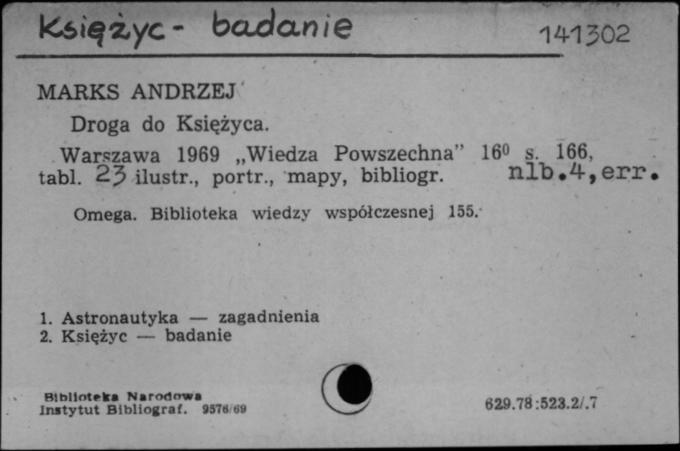 Księżyc - badanie 141302
MARKS ANDRZEJ
Droga do Księżyca.
Warszawa 1969 „Wiedza Powszechna” 16⁰ s. 166,
tabl. 23 ilustr., portr., mapy, bibliogr. nlb.4,err.
Omega. Biblioteka wiedzy współczesnej 155.
1. Astronautyka — zagadnienia
2. Księżyc — badanie
Biblioteka Narodowa
Instytut Bibliograf. 9576/69 629.78:523.2/.7